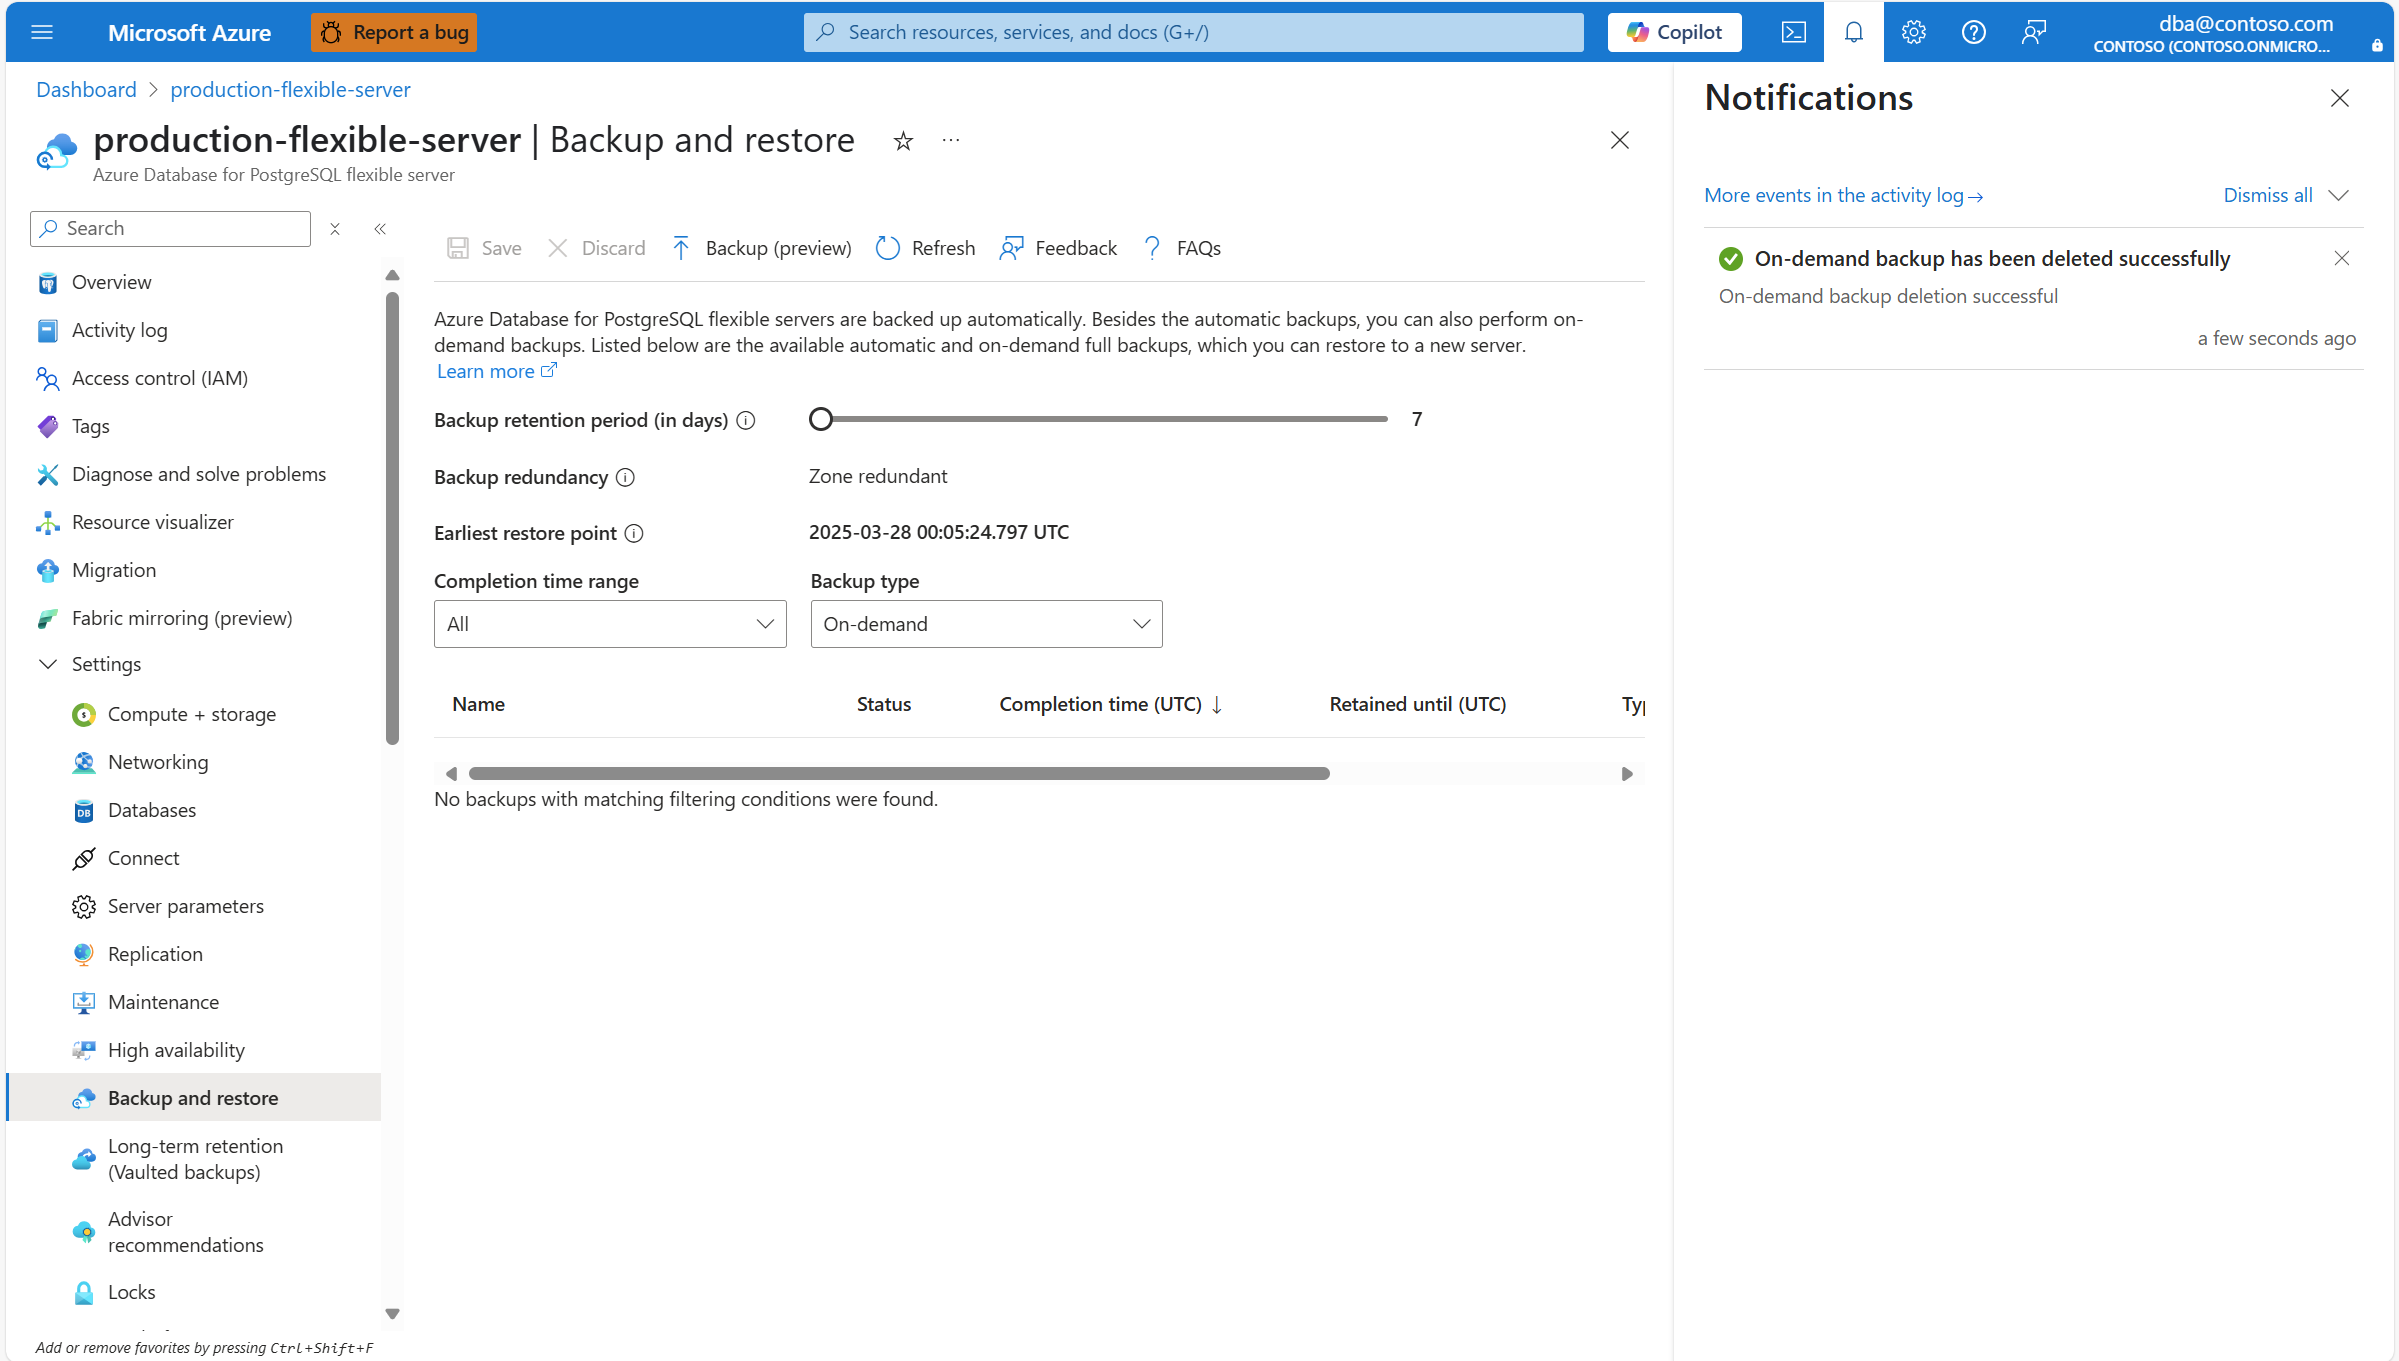 Microsoft Azure
Report a bug
Search resources, services, and docs (G+/)
Copilot
dba@contoso.com
CONTOSO (CONTOSO.ONMICRO...
Dashboard > production-flexible-server
production-flexible-server | Backup and restore
Azure Database for PostgreSQL flexible server
Search
Overview
Activity log
Access control (IAM)
Tags
Diagnose and solve problems
Resource visualizer
Migration
Fabric mirroring (preview)
Settings
Compute + storage
Networking
Databases
Connect
Server parameters
Replication
Maintenance
High availability
Backup and restore
Long-term retention
(Vaulted backups)
Advisor
recommendations
Locks
Add or remove favorites by pressing Ctrl+Shift+F
Save
Discard
Backup (preview)
Refresh
Feedback
FAQs
Azure Database for PostgreSQL flexible servers are backed up automatically. Besides the automatic backups, you can also perform on-
demand backups. Listed below are the available automatic and on-demand full backups, which you can restore to a new server.
Learn more
Backup retention period (in days) 7
Backup redundancy Zone redundant
Earliest restore point 2025-03-28 00:05:24.797 UTC
Completion time range Backup type
All On-demand
Name Status Completion time (UTC) ↓ Retained until (UTC) Typ
No backups with matching filtering conditions were found.
Notifications
More events in the activity log→ Dismiss all
On-demand backup has been deleted successfully
On-demand backup deletion successful
a few seconds ago